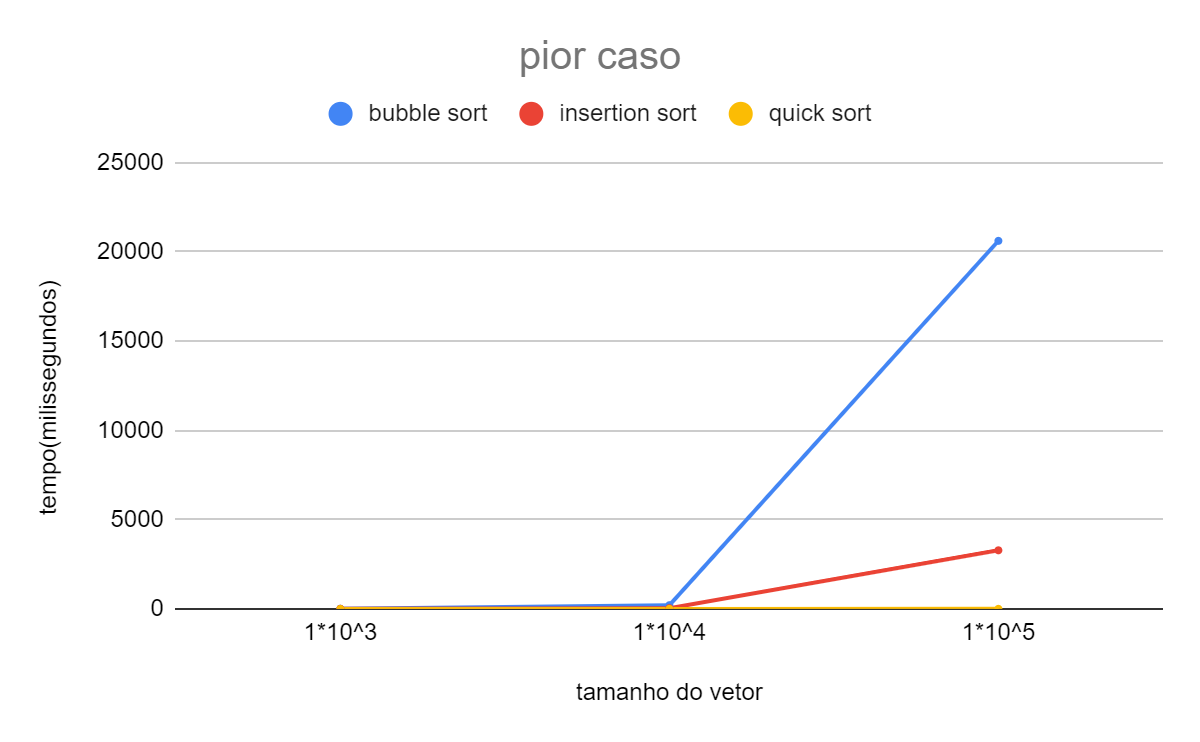 pior caso
bubble sort insertion sort quick sort
25000
20000
15000
10000
5000
0
tempo(milissegundos)
1*10^3 1*10^4 1*10^5
tamanho do vetor